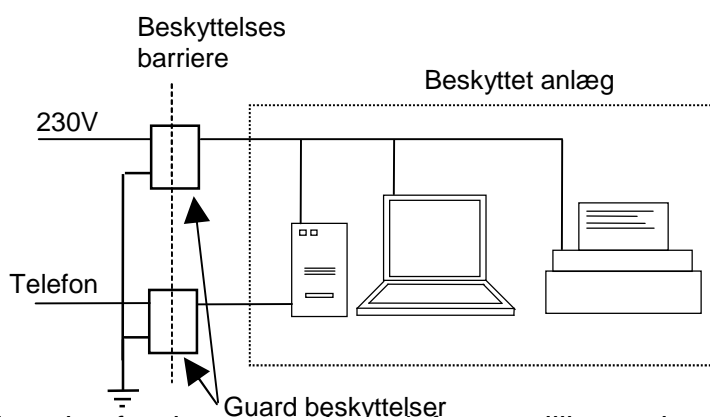 Beskyttelses
barriere
Beskyttet anlæg
230V
Telefon
Guard beskyttelser